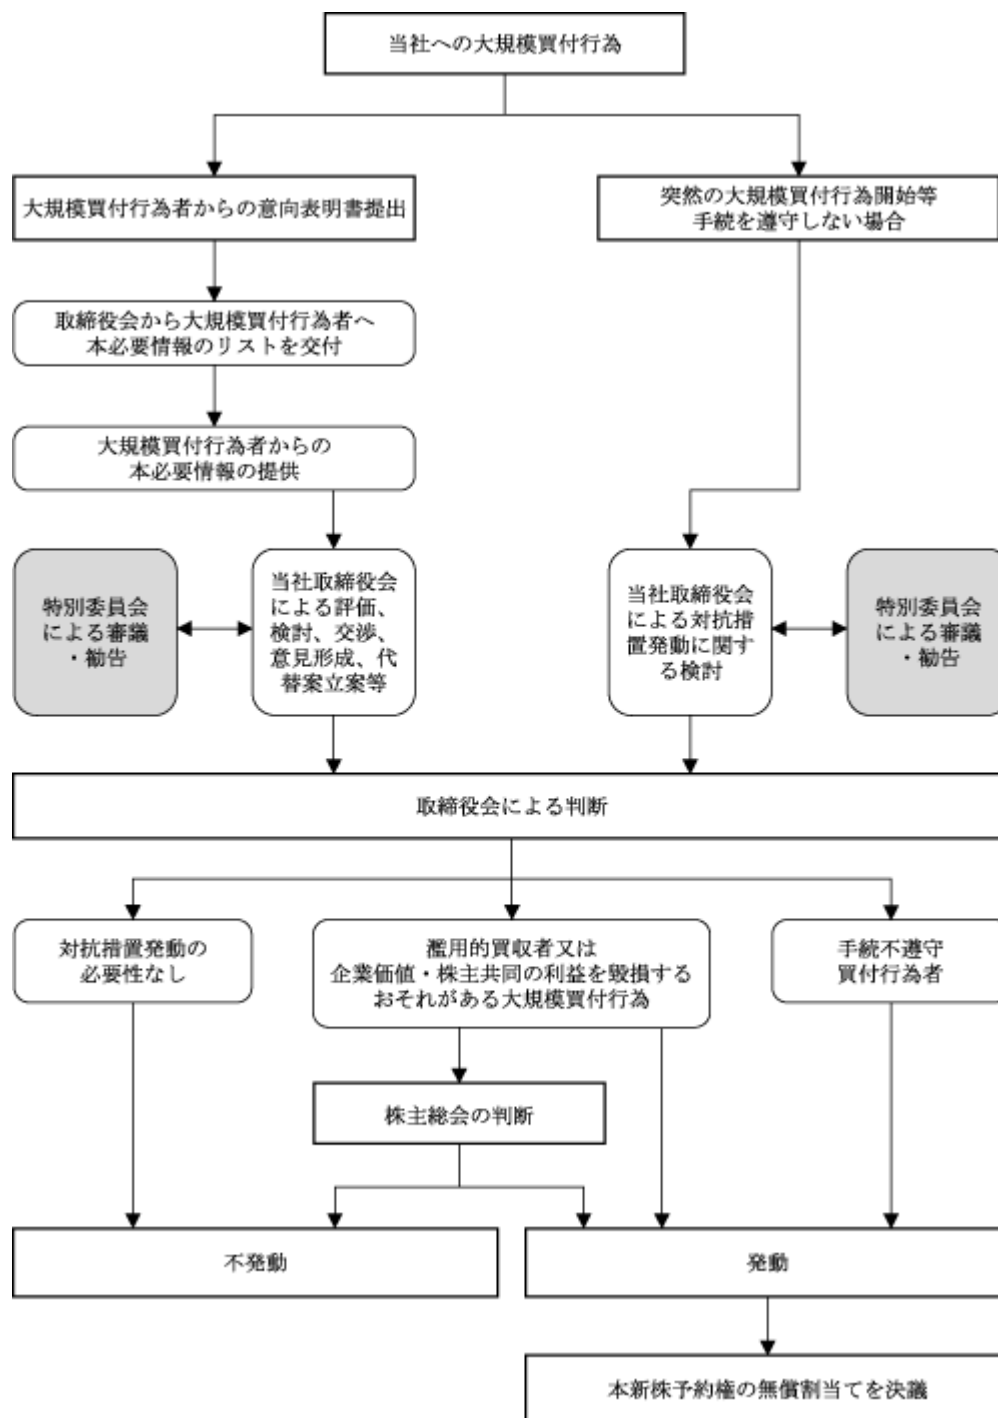 当社への大規模買付行為
大規模買付行為者からの意向表明書提出
突然の大規模買付行為開始等
手続を遵守しない場合
取締役会から大規模買付行為者へ
本必要情報のリストを交付
大規模買付行為者からの
本必要情報の提供
特別委員会
による審議
・勧告
当社取締役会
による評価、
検討、交渉、
意見形成、代
替案立案等
当社取締役会
による対抗措
置発動に関す
る検討
特別委員会
による審議
・勧告
取締役会による判断
対抗措置発動の
必要性なし
濫用的買収者又は
企業価値・株主共同の利益を毀損する
おそれがある大規模買付行為
手続不遵守
買付行為者
株主総会の判断
不発動
発動
本新株予約権の無償割当てを決議